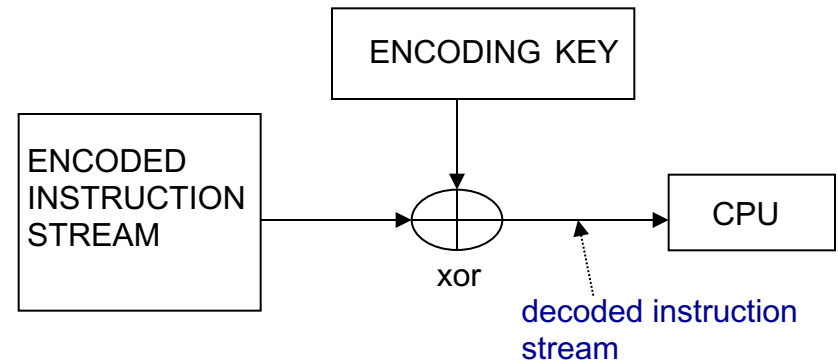 ENCODING KEY
ENCODED
INSTRUCTION
STREAM
CPU
xor
decoded instruction
stream